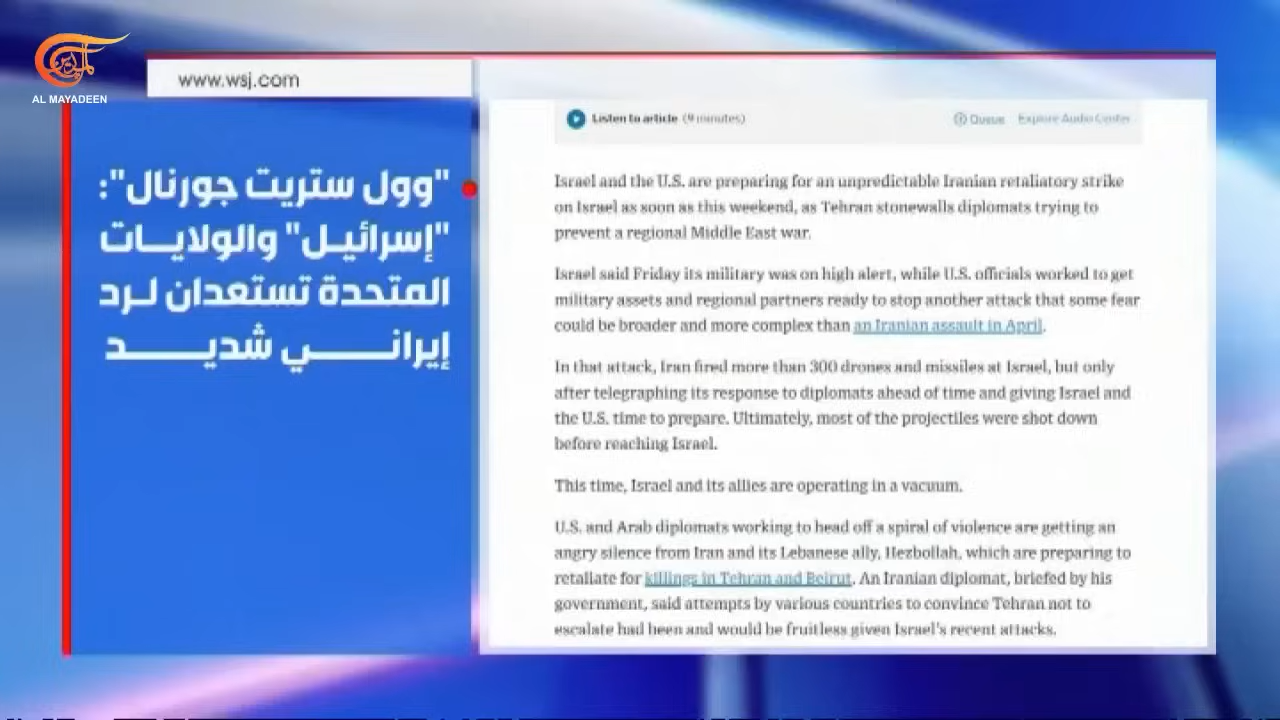 AL MAYADEEN
www.wsj.com
"وول ستريت جورنال":
"إسرائيل" والولايات
المتحدة تستعدان لرد
إيراني شديد
Listen to article (9 minutes)
Queue Explore Audio Center
Israel and the U.S. are preparing for an unpredictable Iranian retaliatory strike
on Israel as soon as this weekend, as Tehran stonewalls diplomats trying to
prevent a regional Middle East war.
Israel said Friday its military was on high alert, while U.S. officials worked to get
military assets and regional partners ready to stop another attack that some fear
could be broader and more complex than an Iranian assault in April.
In that attack, Iran fired more than 300 drones and missiles at Israel, but only
after telegraphing its response to diplomats ahead of time and giving Israel and
the U.S. time to prepare. Ultimately, most of the projectiles were shot down
before reaching Israel.
This time, Israel and its allies are operating in a vacuum.
U.S. and Arab diplomats working to head off a spiral of violence are getting an
angry silence from Iran and its Lebanese ally, Hezbollah, which are preparing to
retaliate for killings in Tehran and Beirut. An Iranian diplomat, briefed by his
government, said attempts by various countries to convince Tehran not to
escalate had been and would be fruitless given Israel's recent attacks.